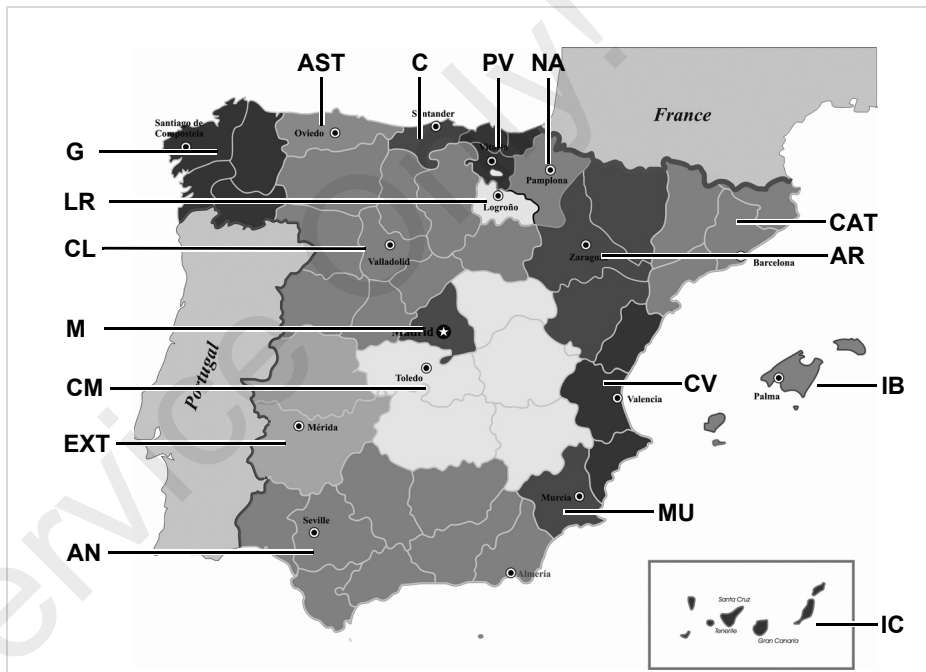 AST
C
PV
NA
Santander
France
Santiago de
Compostela
Oviedo
G
Vitoria
Pamplona
LR
Logroño
CAT
CL
Valladolid
Zaragoza
AR
Barcelona
M
Madrid
Portugal
CM
Toledo
CV
Valencia
Palma
IB
EXT
Mérida
Murcia
MU
Seville
AN
Almería
Santa Cruz
Tenerife
Gran Canaria
IC